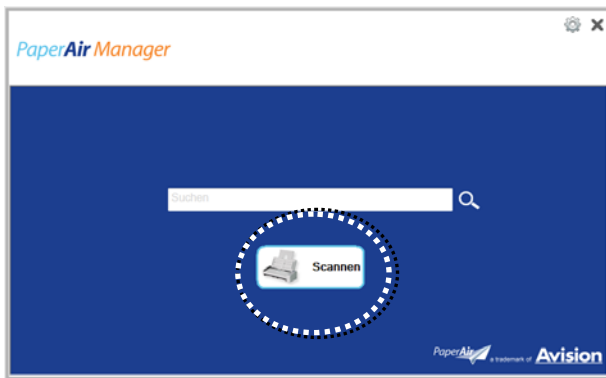 PaperAir Manager
Suchen
Scannen
PaperAir a trademark of Avision